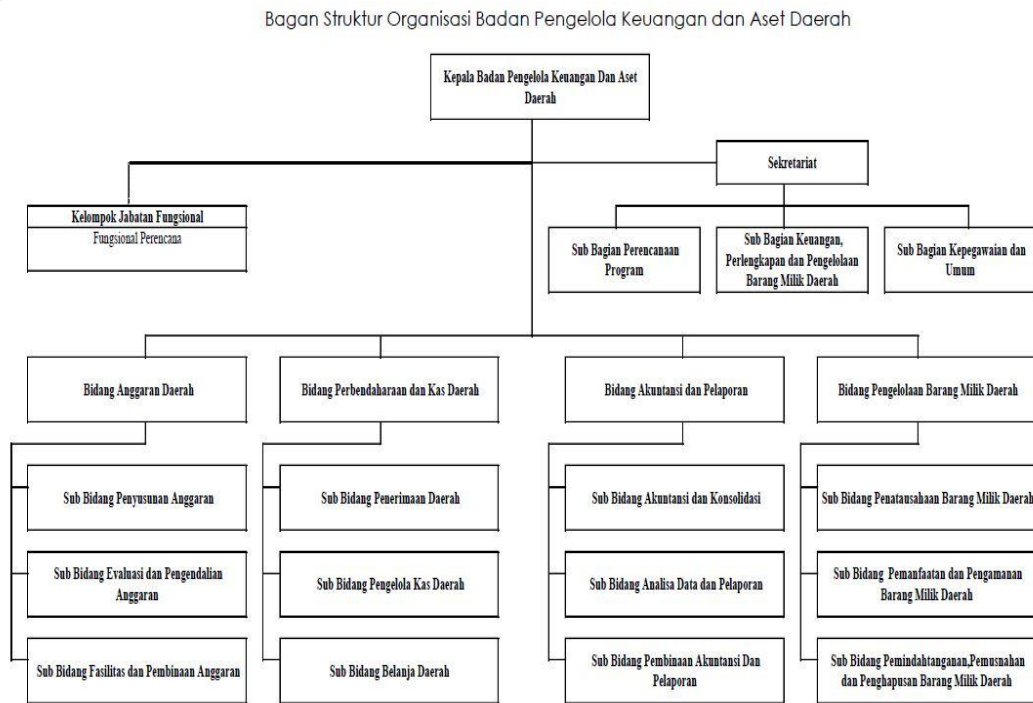 Bagan Struktur Organisasi Badan Pengelola Keuangan dan Aset Daerah
Kepala Badan Pengelola Keuangan Dan Aset
Daerah
Sekretariat
Kelompok Jabatan Fungsional
Fungsional Perencana
Sub Bagian Perencanaan
Program
Sub Bagian Keuangan,
Perlengkapan dan Pengelolaan
Barang Milik Daerah
Sub Bagian Kepegawaian dan
Umum
Bidang Anggaran Daerah
Bidang Perbendaharaan dan Kas Daerah
Bidang Akuntansi dan Pelaporan
Bidang Pengelolaan Barang Milik Daerah
Sub Bidang Penyusunan Anggaran
Sub Bidang Penerimaan Daerah
Sub Bidang Akuntansi dan Konsolidasi
Sub Bidang Penatausahaan Barang Milik Daerah
Sub Bidang Evaluasi dan Pengendalian
Anggaran
Sub Bidang Pengelola Kas Daerah
Sub Bidang Analisa Data dan Pelaporan
Sub Bidang Pemanfaatan dan Pengamanan
Barang Milik Daerah
Sub Bidang Fasilitas dan Pembinaan Anggaran
Sub Bidang Belanja Daerah
Sub Bidang Pembinaan Akuntansi Dan
Pelaporan
Sub Bidang Pemindahtanganan,Pemusnahan
dan Penghapusan Barang Milik Daerah